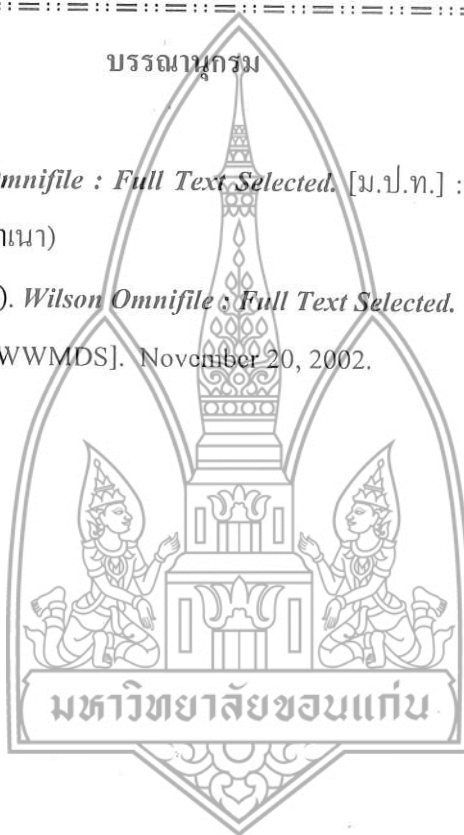 บรรณานุกรม
mnifile : Full Text Selected. [ม.ป.ท.] :
าเนา)
). Wilson Omnifile : Full Text Selected.
WWMDS]. November 20, 2002.
มหาวิทยาลัยขอนแก่น